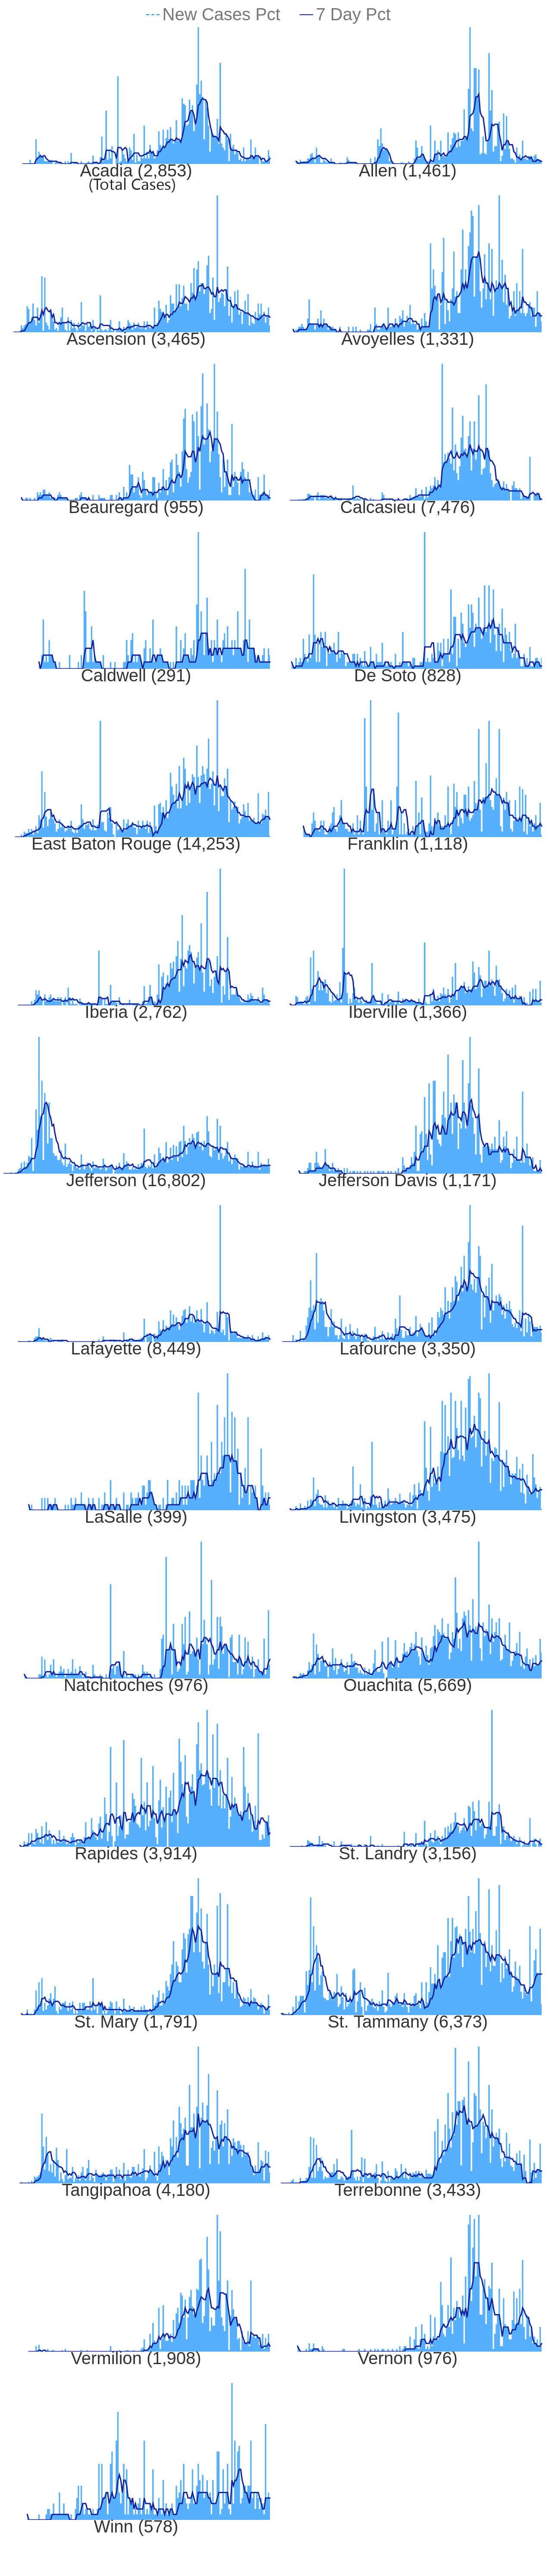 New Cases Pct 7 Day Pct
Acadia (2,853) Allen (1,461)
(Total Cases)
Ascension (3,465) Avoyelles (1,331)
Beauregard (955) Calcasieu (7,476)
Caldwell (291) De Soto (828)
East Baton Rouge (14,253) Franklin (1,118)
Iberia (2,762) Iberville (1,366)
Jefferson (16,802) Jefferson Davis (1,171)
Lafayette (8,449) Lafourche (3,350)
LaSalle (399) Livingston (3,475)
Natchitoches (976) Ouachita (5,669)
Rapides (3,914) St. Landry (3,156)
St. Mary (1,791) St. Tammany (6,373)
Tangipahoa (4,180) Terrebonne (3,433)
Vermilion (1,908) Vernon (976)
Winn (578)